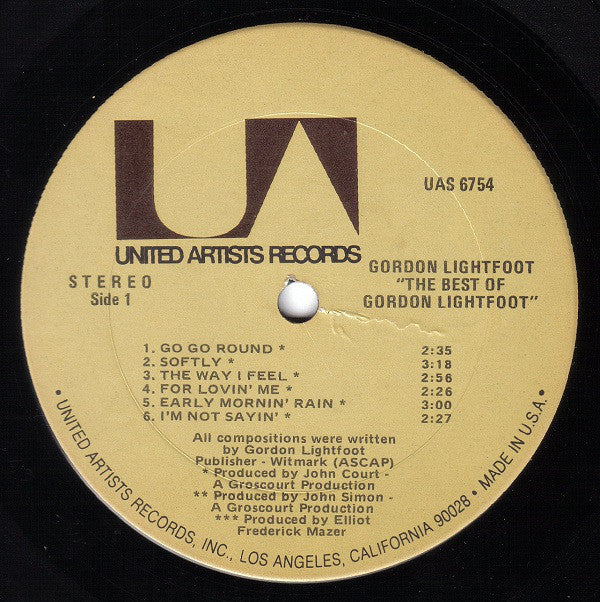 UA
UNITED ARTISTS RECORDS
UAS 6754
STEREO
Side 1
GORDON LIGHTFOOT
"THE BEST OF
GORDON LIGHTFOOT"
1. GO GO ROUND * 2:35
2. SOFTLY * 3:18
3. THE WAY I FEEL * 2:56
4. FOR LOVIN' ME * 2:26
5. EARLY MORNIN' RAIN * 3:00
6. I'M NOT SAYIN' * 2:27
All compositions were written
by Gordon Lightfoot
Publisher - Witmark (ASCAP)
* Produced by John Court -
A Groscourt Production
** Produced by John Simon -
A Groscourt Production
*** Produced by Elliot
Frederick Mazer
• UNITED ARTISTS RECORDS, INC., LOS ANGELES, CALIFORNIA 90028 • MADE IN U.S.A. •